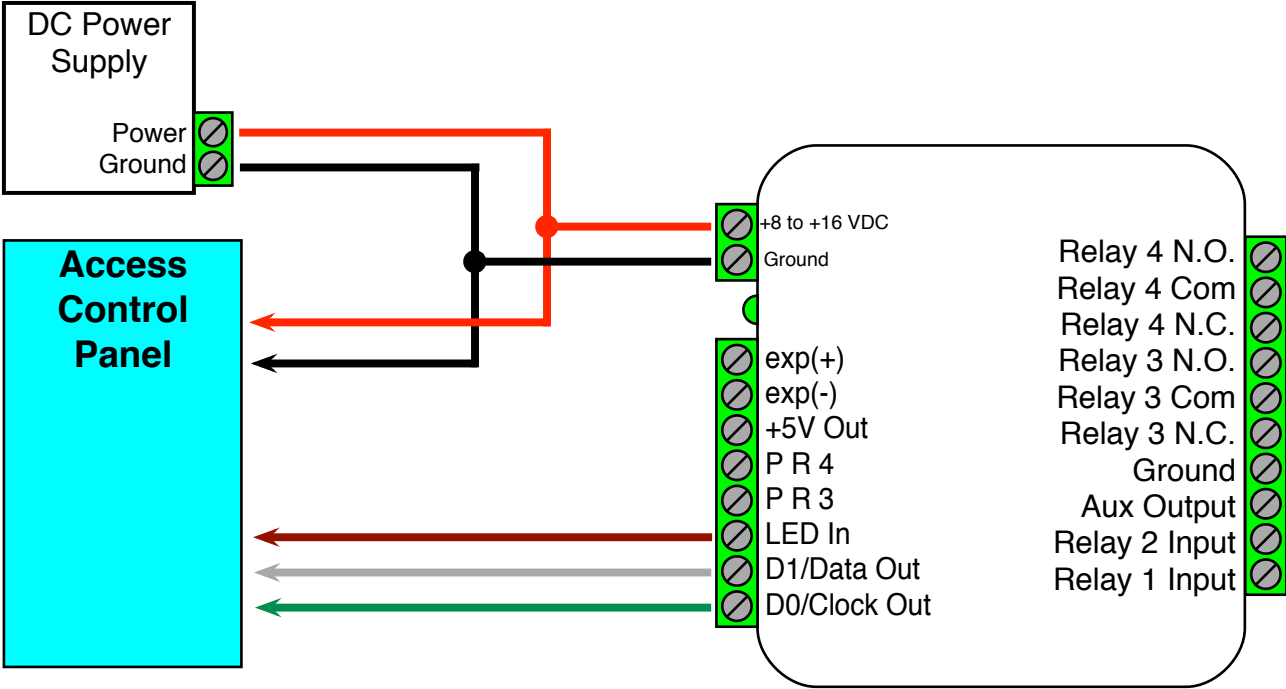 DC Power
Supply
Power
Ground
Access
Control
Panel
+8 to +16 VDC
Ground
exp(+)
exp(-)
+5V Out
P R 4
P R 3
LED In
D1/Data Out
D0/Clock Out
Relay 4 N.O.
Relay 4 Com
Relay 4 N.C.
Relay 3 N.O.
Relay 3 Com
Relay 3 N.C.
Ground
Aux Output
Relay 2 Input
Relay 1 Input